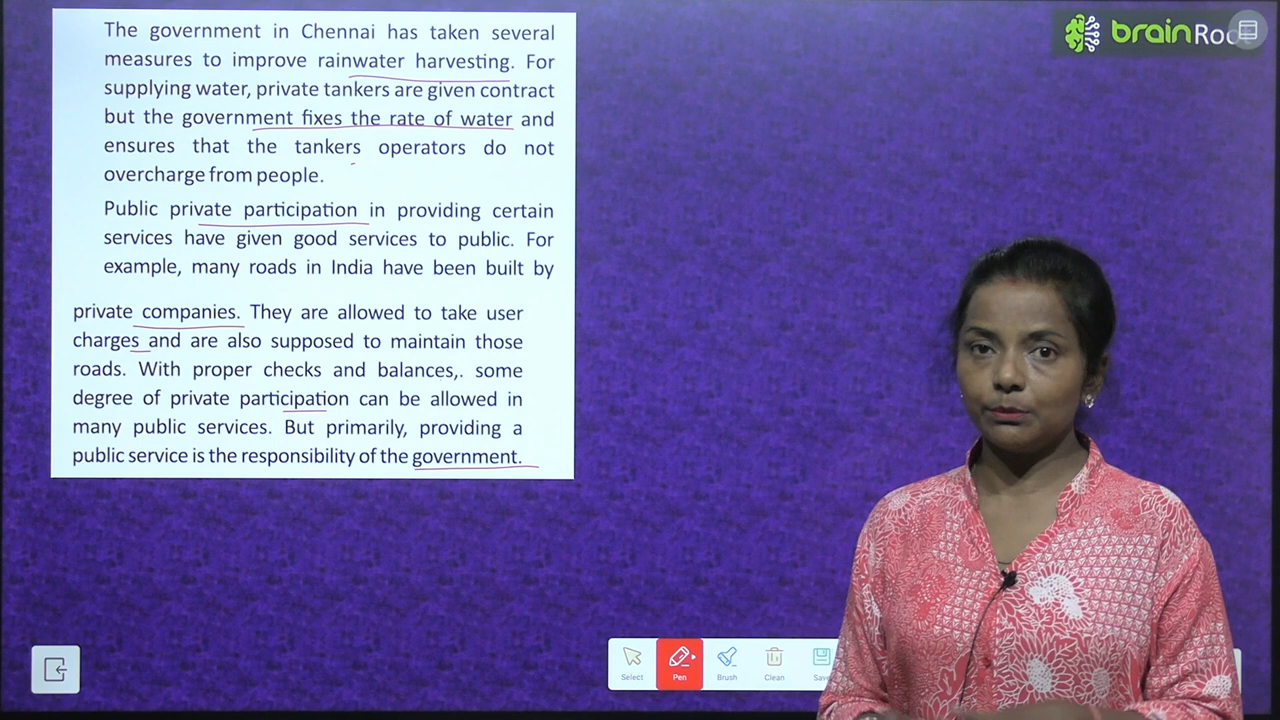 The government in Chennai has taken several
measures to improve rainwater harvesting. For
supplying water, private tankers are given contract
but the government fixes the rate of water and
ensures that the tankers operators do not
overcharge from people.
Public private participation in providing certain
services have given good services to public. For
example, many roads in India have been built by
private companies. They are allowed to take user
charges and are also supposed to maintain those
roads. With proper checks and balances,. some
degree of private participation can be allowed in
many public services. But primarily, providing a
public service is the responsibility of the government.
brain
Select
Pen
Brush
Clean